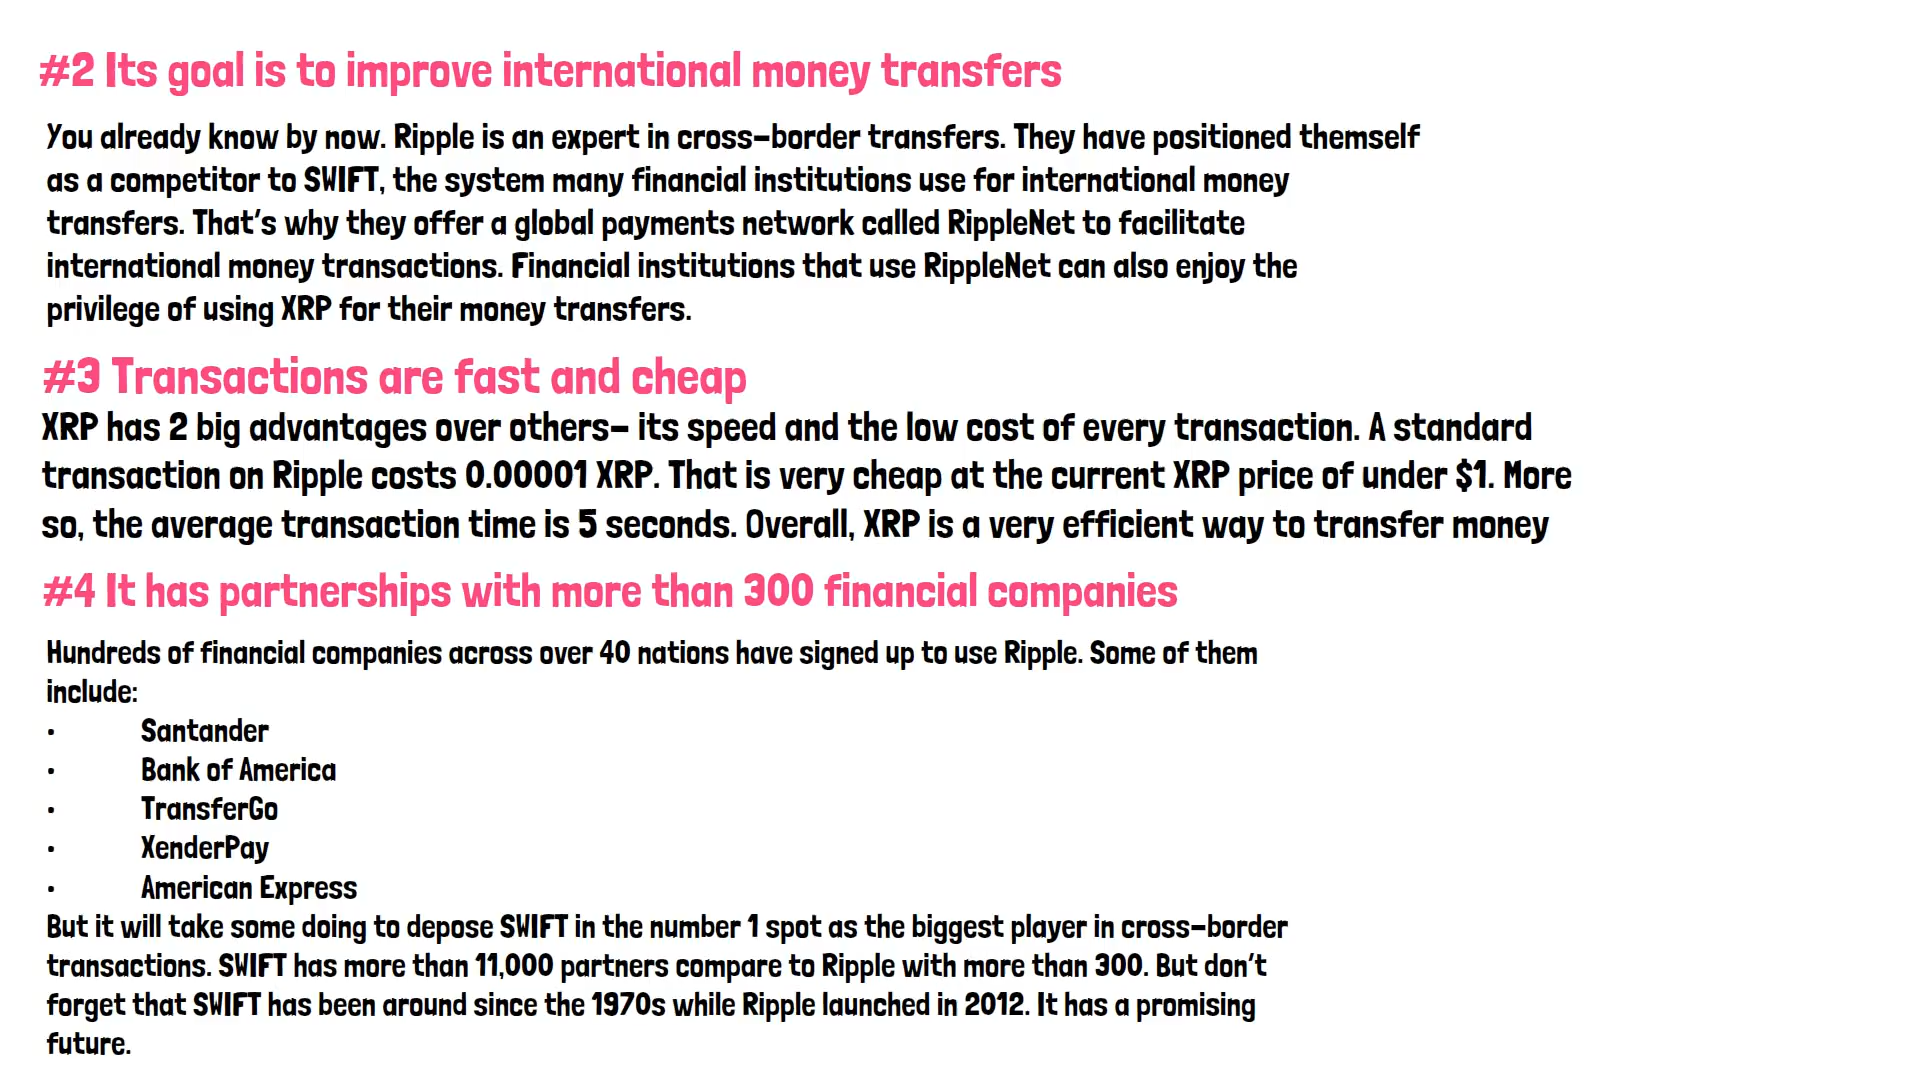 #2 Its goal is to improve international money transfers
You already know by now. Ripple is an expert in cross-border transfers. They have positioned themself
as a competitor to SWIFT, the system many financial institutions use for international money
transfers. That's why they offer a global payments network called RippleNet to facilitate
international money transactions. Financial institutions that use RippleNet can also enjoy the
privilege of using XRP for their money transfers.
#3 Transactions are fast and cheap
XRP has 2 big advantages over others- its speed and the low cost of every transaction. A standard
transaction on Ripple costs 0.00001 XRP. That is very cheap at the current XRP price of under $1. More
so, the average transaction time is 5 seconds. Overall, XRP is a very efficient way to transfer money
#4 It has partnerships with more than 300 financial companies
Hundreds of financial companies across over 40 nations have signed up to use Ripple. Some of them
include:
• Santander
• Bank of America
• TransferGo
• XenderPay
• American Express
But it will take some doing to depose SWIFT in the number 1 spot as the biggest player in cross-border
transactions. SWIFT has more than 11,000 partners compare to Ripple with more than 300. But don't
forget that SWIFT has been around since the 1970s while Ripple launched in 2012. It has a promising
future.